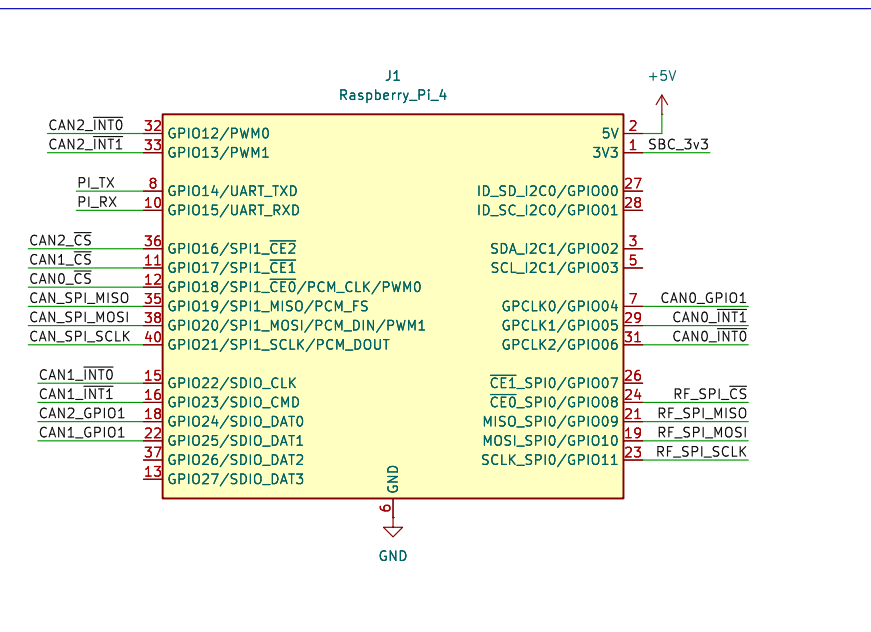 J1
Raspberry_Pi_4
+5V
CAN2_INT0 32 GPIO12/PWM0 5V 2
CAN2_INT1 33 GPIO13/PWM1 3V3 1 SBC_3v3
PI_TX 8 GPIO14/UART_TXD ID_SD_I2C0/GPIO00 27
PI_RX 10 GPIO15/UART_RXD ID_SC_I2C0/GPIO01 28
CAN2_CS 36 GPIO16/SPI1_CE2 SDA_I2C1/GPIO02 3
CAN1_CS 11 GPIO17/SPI1_CE1 SCL_I2C1/GPIO03 5
CAN0_CS 12 GPIO18/SPI1_CE0/PCM_CLK/PWM0
CAN_SPI_MISO 35 GPIO19/SPI1_MISO/PCM_FS GPCLK0/GPIO04 7 CAN0_GPIO1
CAN_SPI_MOSI 38 GPIO20/SPI1_MOSI/PCM_DIN/PWM1 GPCLK1/GPIO05 29 CAN0_INT1
CAN_SPI_SCLK 40 GPIO21/SPI1_SCLK/PCM_DOUT GPCLK2/GPIO06 31 CAN0_INT0
CAN1_INT0 15 GPIO22/SDIO_CLK CE1_SPI0/GPIO07 26
CAN1_INT1 16 GPIO23/SDIO_CMD CE0_SPI0/GPIO08 24 RF_SPI_CS
CAN2_GPIO1 18 GPIO24/SDIO_DAT0 MISO_SPI0/GPIO09 21 RF_SPI_MISO
CAN1_GPIO1 22 GPIO25/SDIO_DAT1 MOSI_SPI0/GPIO10 19 RF_SPI_MOSI
37 GPIO26/SDIO_DAT2 SCLK_SPI0/GPIO11 23 RF_SPI_SCLK
13 GPIO27/SDIO_DAT3
GND
6
GND